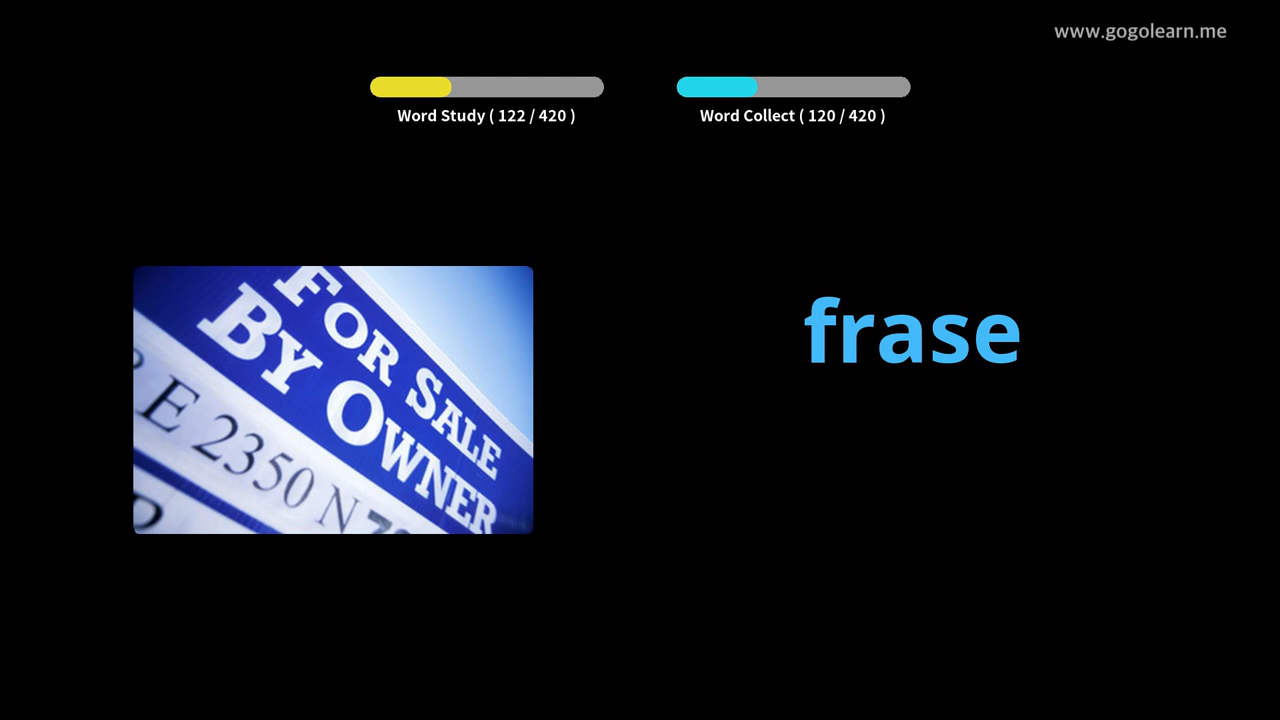 www.gogolearn.me
Word Study ( 122 / 420 )
Word Collect ( 120 / 420 )
FOR SALE
BY OWNER
E 2350 N
frase